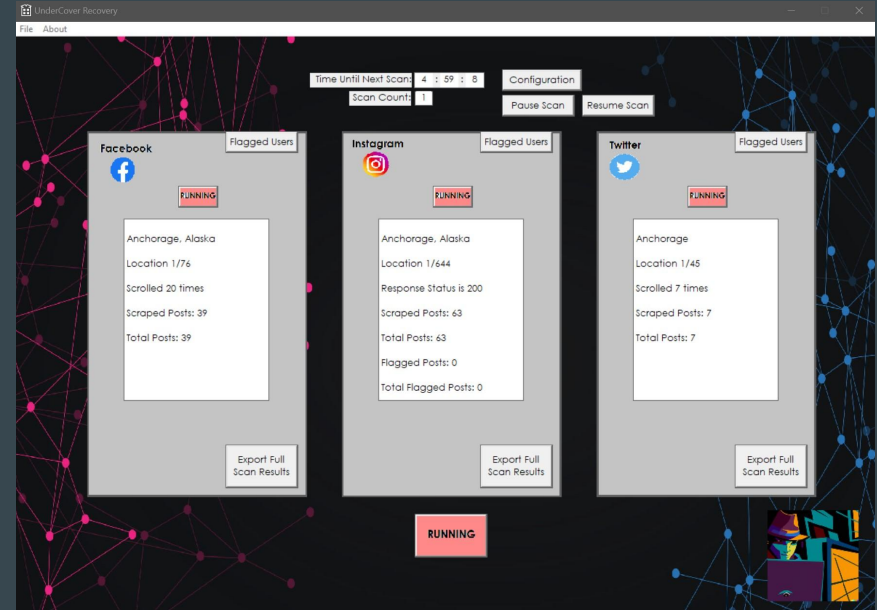 UnderCover Recovery
File About
Time Until Next Scan: 4 : 59 : 8
Configuration
Scan Count: 1
Pause Scan
Resume Scan
Facebook
Flagged Users
RUNNING
Anchorage, Alaska
Location 1/76
Scrolled 20 times
Scraped Posts: 39
Total Posts: 39
Export Full
Scan Results
Instagram
Flagged Users
RUNNING
Anchorage, Alaska
Location 1/644
Response Status is 200
Scraped Posts: 63
Total Posts: 63
Flagged Posts: 0
Total Flagged Posts: 0
Export Full
Scan Results
Twitter
Flagged Users
RUNNING
Anchorage
Location 1/45
Scrolled 7 times
Scraped Posts: 7
Total Posts: 7
Export Full
Scan Results
RUNNING